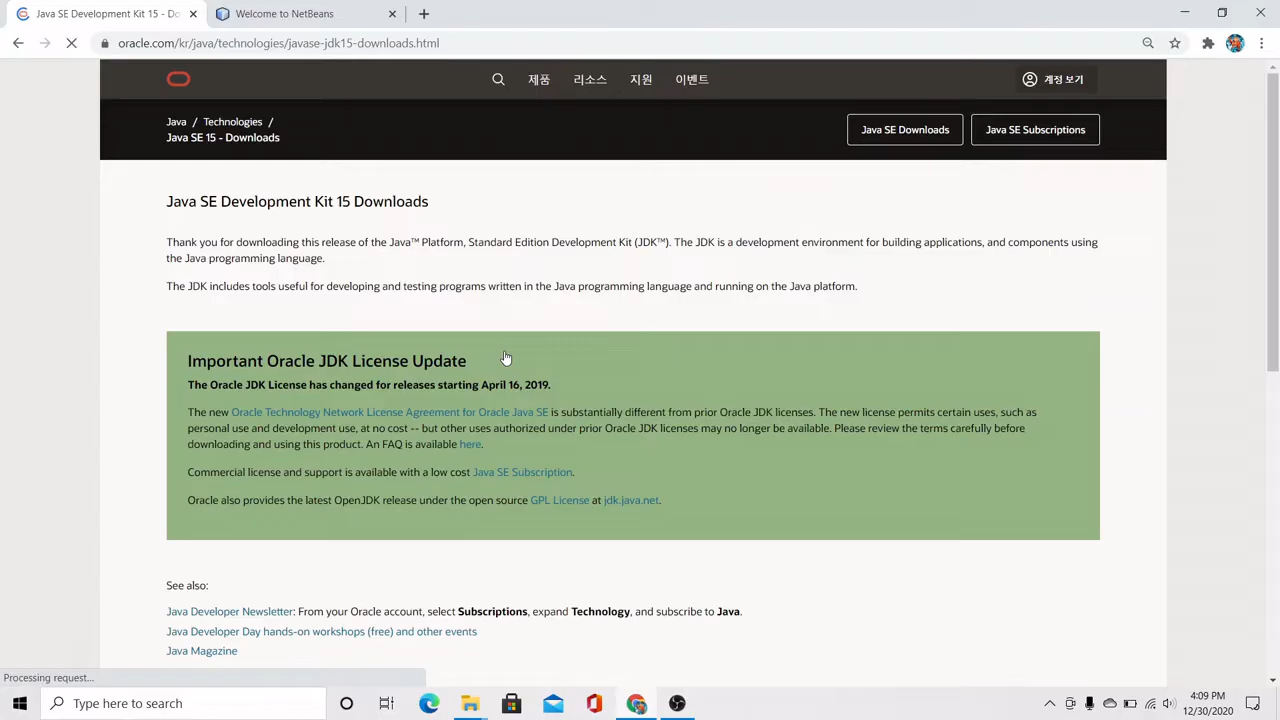 Java SE Development Kit 15 - Do
Welcome to NetBeans
oracle.com/kr/java/technologies/javase-jdk15-downloads.html
제품
리소스
지원
이벤트
계정 보기
Java / Technologies /
Java SE 15 - Downloads
Java SE Downloads
Java SE Subscriptions
Java SE Development Kit 15 Downloads
Thank you for downloading this release of the Java™ Platform, Standard Edition Development Kit (JDK™). The JDK is a development environment for building applications, and components using
the Java programming language.
The JDK includes tools useful for developing and testing programs written in the Java programming language and running on the Java platform.
Important Oracle JDK License Update
The Oracle JDK License has changed for releases starting April 16, 2019.
The new Oracle Technology Network License Agreement for Oracle Java SE is substantially different from prior Oracle JDK licenses. The new license permits certain uses, such as
personal use and development use, at no cost -- but other uses authorized under prior Oracle JDK licenses may no longer be available. Please review the terms carefully before
downloading and using this product. An FAQ is available here.
Commercial license and support is available with a low cost Java SE Subscription.
Oracle also provides the latest OpenJDK release under the open source GPL License at jdk.java.net.
See also:
Java Developer Newsletter: From your Oracle account, select Subscriptions, expand Technology, and subscribe to Java.
Java Developer Day hands-on workshops (free) and other events
Java Magazine
Processing request...
Type here to search
4:09 PM
12/30/2020